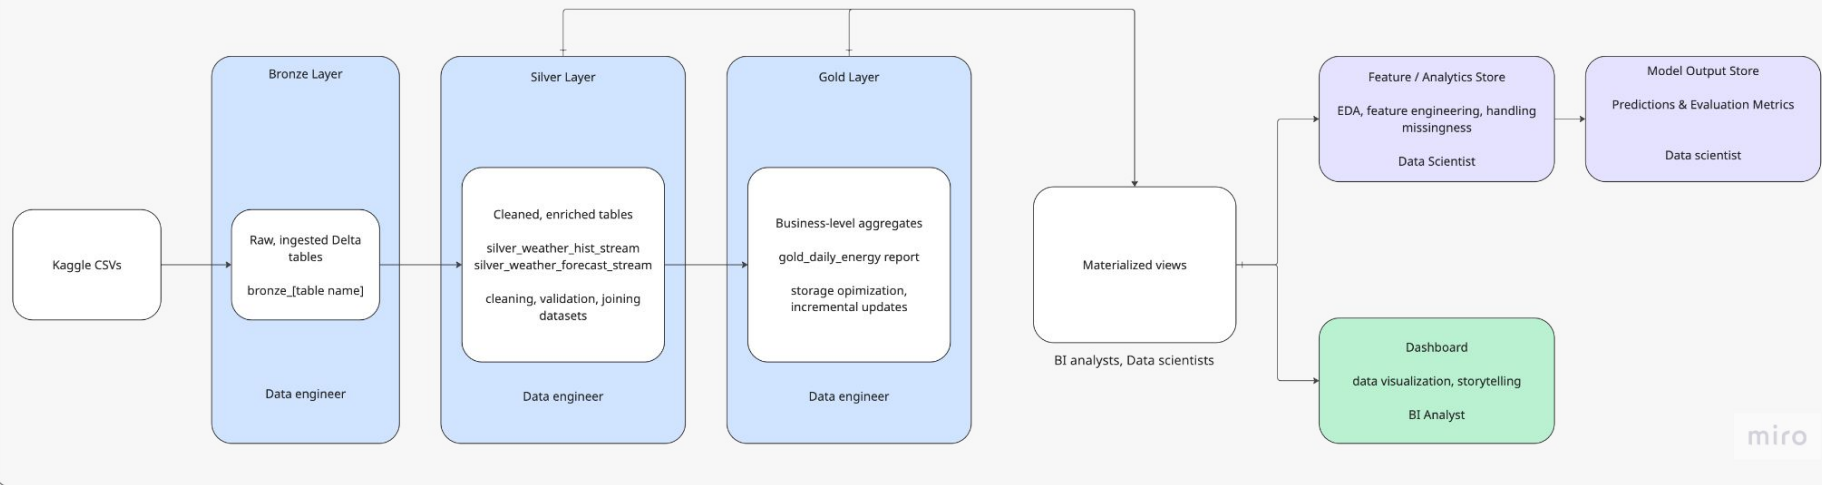 Kaggle CSVs
Bronze Layer
Raw, ingested Delta
tables
bronze_[table name]
Data engineer
Silver Layer
Cleaned, enriched tables
silver_weather_hist_stream
silver_weather_forecast_stream
cleaning, validation, joining
datasets
Data engineer
Gold Layer
Business-level aggregates
gold_daily_energy report
storage opimization,
incremental updates
Data engineer
Materialized views
BI analysts, Data scientists
Feature / Analytics Store
EDA, feature engineering, handling
missingness
Data Scientist
Model Output Store
Predictions & Evaluation Metrics
Data scientist
Dashboard
data visualization, storytelling
BI Analyst
miro